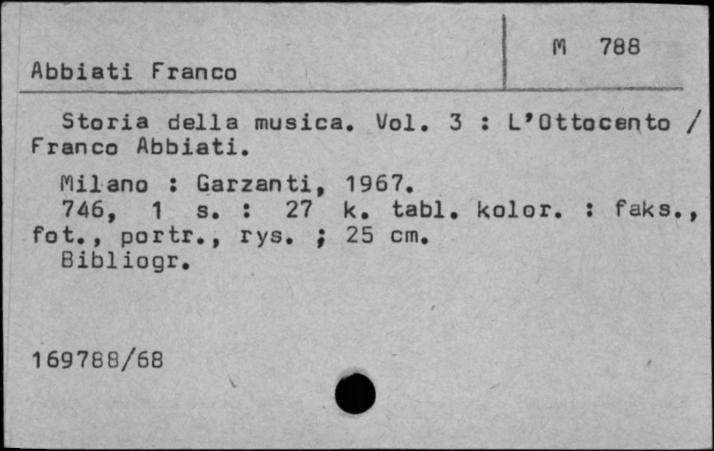 M 788
Abbiati Franco
Storia della musica. Vol. 3 : L'Ottocento /
Franco Abbiati.
Milano : Garzanti, 1967.
746, 1 s. : 27 k. tabl. kolor. : faks.,
fot., portr., rys. ; 25 cm.
Bibliogr.
169788/68